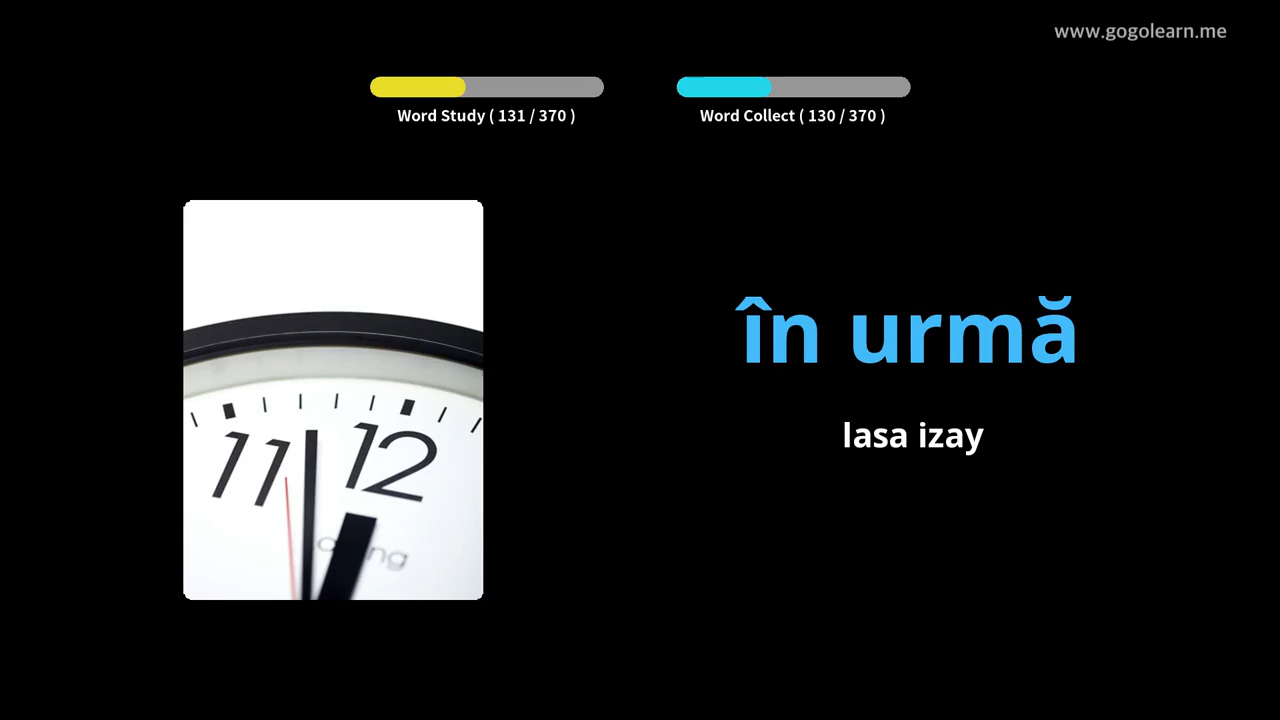 www.gogolearn.me
Word Study ( 131 / 370 )
Word Collect ( 130 / 370 )
în urmă
lasa izay
11
12